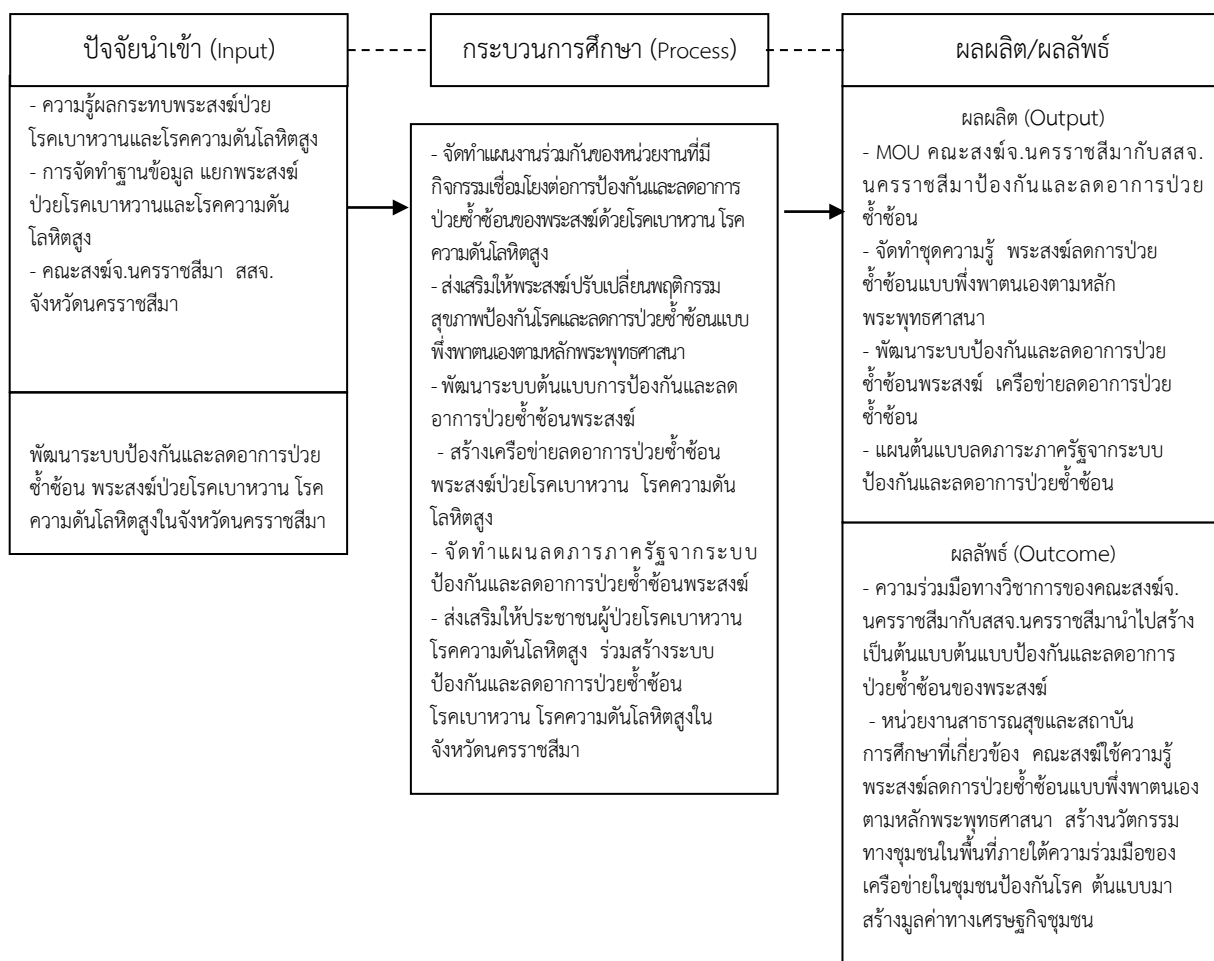 ปัจจัยนำเข้า (Input)
- ความรู้ผลกระทบพระสงฆ์ป่วย
โรคเบาหวานและโรคความดันโลหิตสูง
- การจัดทำฐานข้อมูล แยกพระสงฆ์
ป่วยโรคเบาหวานและโรคความดัน
โลหิตสูง
- คณะสงฆ์จ.นครราชสีมา สสจ.
จังหวัดนครราชสีมา
พัฒนาระบบป้องกันและลดอาการป่วย
ซ้ำซ้อน พระสงฆ์ป่วยโรคเบาหวาน โรค
ความดันโลหิตสูงในจังหวัดนครราชสีมา
กระบวนการศึกษา (Process)
- จัดทำแผนงานร่วมกันของหน่วยงานที่มี
กิจกรรมเชื่อมโยงต่อการป้องกันและลดอาการ
ป่วยซ้ำซ้อนของพระสงฆ์ด้วยโรคเบาหวาน โรค
ความดันโลหิตสูง
- ส่งเสริมให้พระสงฆ์ปรับเปลี่ยนพฤติกรรม
สุขภาพป้องกันโรคและลดการป่วยซ้ำซ้อนแบบ
พึ่งพาตนเองตามหลักพระพุทธศาสนา
- พัฒนาระบบต้นแบบการป้องกันและลด
อาการป่วยซ้ำซ้อนพระสงฆ์
- สร้างเครือข่ายลดอาการป่วยซ้ำซ้อน
พระสงฆ์ป่วยโรคเบาหวาน โรคความดัน
โลหิตสูง
- จัดทำแผนลดภารภาครัฐจากระบบ
ป้องกันและลดอาการป่วยซ้ำซ้อนพระสงฆ์
- ส่งเสริมให้ประชาชนผู้ป่วยโรคเบาหวาน
โรคความดันโลหิตสูง ร่วมสร้างระบบ
ป้องกันและลดอาการป่วยซ้ำซ้อน
โรคเบาหวาน โรคความดันโลหิตสูงใน
จังหวัดนครราชสีมา
ผลผลิต/ผลลัพธ์
ผลผลิต (Output)
- MOU คณะสงฆ์จ.นครราชสีมากับสสจ.
นครราชสีมาป้องกันและลดอาการป่วย
ซ้ำซ้อน
- จัดทำชุดความรู้ พระสงฆ์ลดการป่วย
ซ้ำซ้อนแบบพึ่งพาตนเองตามหลัก
พระพุทธศาสนา
- พัฒนาระบบป้องกันและลดอาการป่วย
ซ้ำซ้อนพระสงฆ์ เครือข่ายลดอาการป่วย
ซ้ำซ้อน
- แผนต้นแบบลดภาระภาครัฐจากระบบ
ป้องกันและลดอาการป่วยซ้ำซ้อน
ผลลัพธ์ (Outcome)
- ความร่วมมือทางวิชาการของคณะสงฆ์จ.
นครราชสีมากับสสจ.นครราชสีมานำไปสร้าง
เป็นต้นแบบต้นแบบป้องกันและลดอาการ
ป่วยซ้ำซ้อนของพระสงฆ์
- หน่วยงานสาธารณสุขและสถาบัน
การศึกษาที่เกี่ยวข้อง คณะสงฆ์ใช้ความรู้
พระสงฆ์ลดการป่วยซ้ำซ้อนแบบพึ่งพาตนเอง
ตามหลักพระพุทธศาสนา สร้างนวัตกรรม
ทางชุมชนในพื้นที่ภายใต้ความร่วมมือของ
เครือข่ายในชุมชนป้องกันโรค ต้นแบบมา
สร้างมูลค่าทางเศรษฐกิจชุมชน